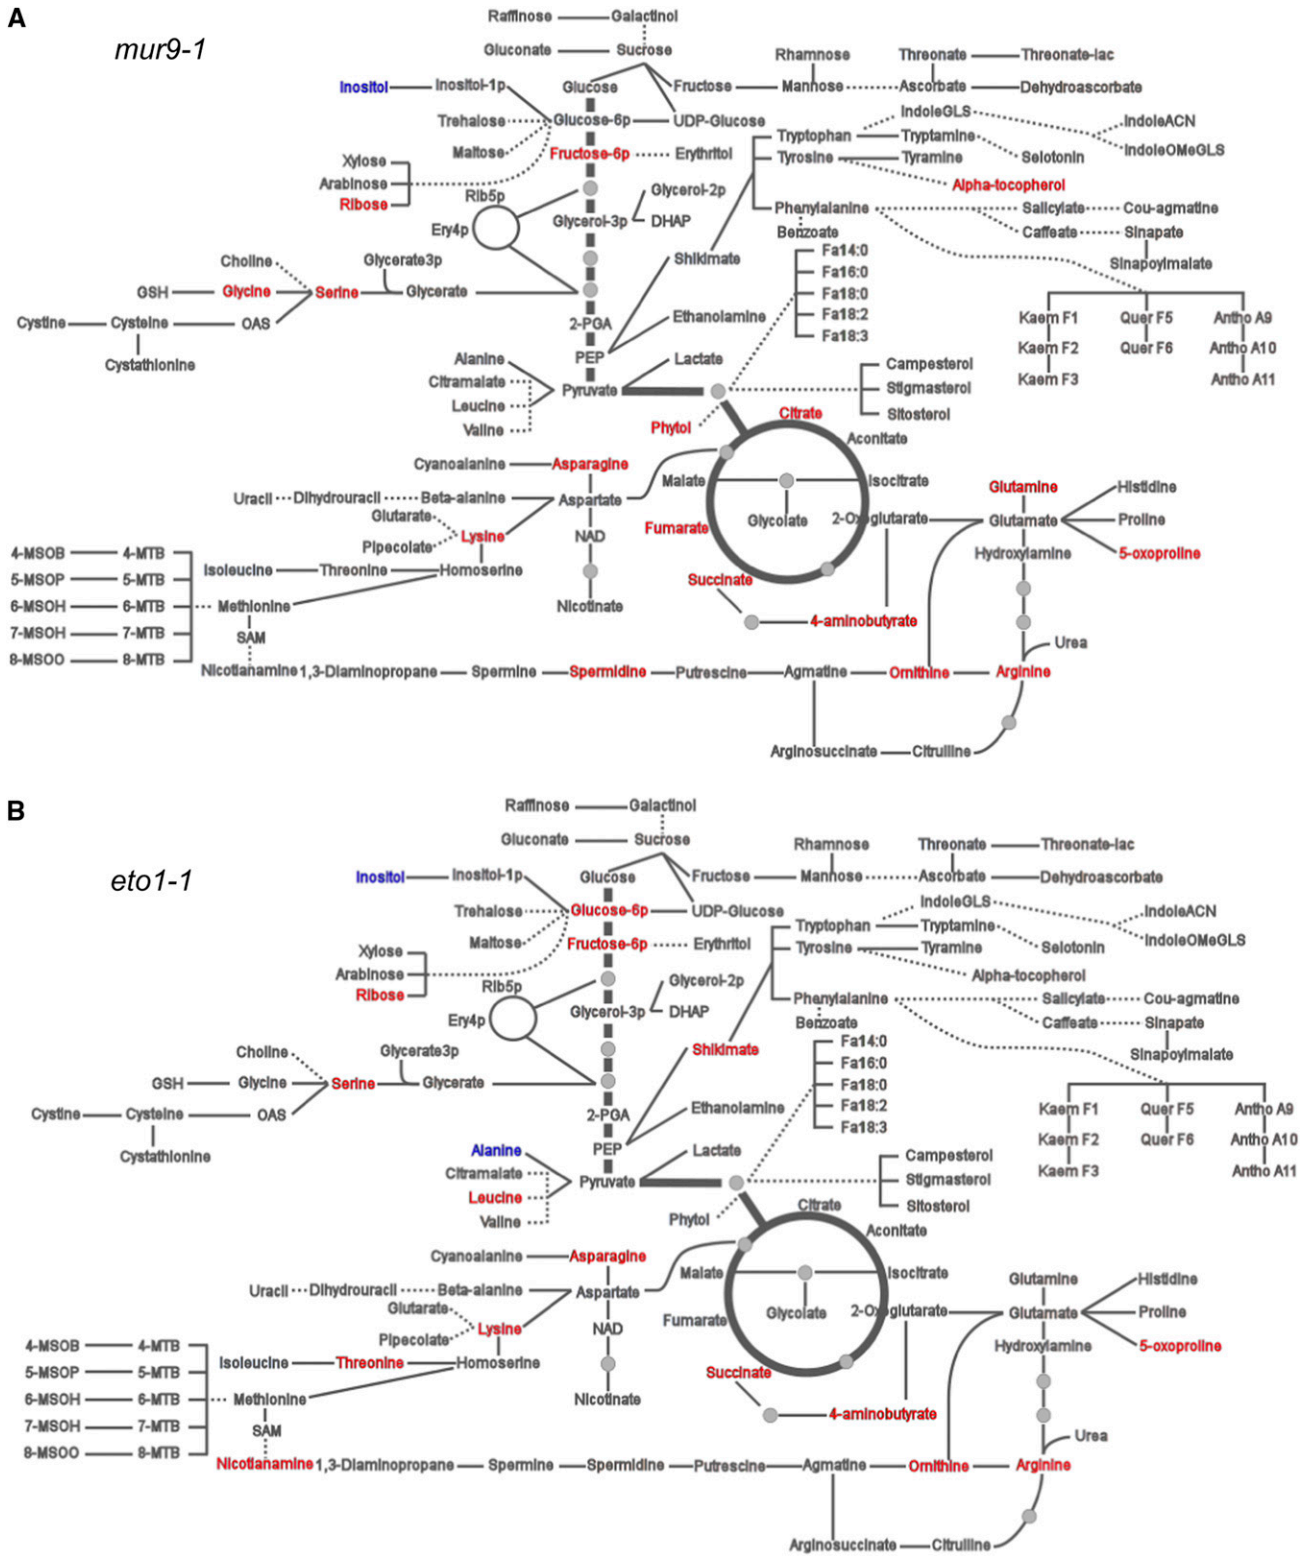 A
mur9-1
Raffinose Galactinol
Gluconate Sucrose
Rhamnose Threonate Threonate-lac
Inositol Inositol-1p Glucose Fructose Mannose Ascorbate Dehydroascorbate
Trehalose Glucose-6p UDP-Glucose
IndoleGLS IndoleACN
Tryptophan Tryptamine
Maltose Fructose-6p Erythritol
IndoleOMeGLS
Tyrosine Tyramine Selotonin
Xylose
Arabinose
Alpha-tocopherol
Ribose
Rib5p
Glycerol-2p
Ery4p
Glycerol-3p DHAP
Phenylalanine Salicylate Cou-agmatine
Benzoate Caffeate Sinapate
Sinapoylmalate
Choline Glycerate3p
Shikimate
Fa14:0
Fa16:0
Fa18:0
Fa18:2
Fa18:3
GSH Glycine Serine Glycerate
Cystine Cysteine OAS
Cystathionine
2-PGA
Ethanolamine
PEP
Kaem F1 Quer F5 Antho A9
Kaem F2 Quer F6 Antho A10
Kaem F3 Antho A11
Alanine Lactate
Citramalate Pyruvate
Leucine
Valine
Campesterol
Stigmasterol
Sitosterol
Phytol Citrate
Aconitate
Cyanoalanine Asparagine
Malate Isocitrate
Uracil Dihydrouracil Beta-alanine Aspartate
Glycolate 2-Oxoglutarate
Glutamine Histidine
Glutamate Proline
Glutarate
Lysine NAD Fumarate
Pipecolate
Hydroxylamine 5-oxoproline
4-MSOB 4-MTB
5-MSOP 5-MTB
6-MSOH 6-MTB
7-MSOH 7-MTB
8-MSOO 8-MTB
Isoleucine Threonine Homoserine
Succinate
Methionine Nicotinate 4-aminobutyrate
SAM
Urea
Nicotianamine 1,3-Diaminopropane Spermine Spermidine Putrescine Agmatine Ornithine Arginine
Arginosuccinate Citrulline
B
eto1-1
Raffinose Galactinol
Gluconate Sucrose
Rhamnose Threonate Threonate-lac
Inositol Inositol-1p Glucose Fructose Mannose Ascorbate Dehydroascorbate
Trehalose Glucose-6p UDP-Glucose
IndoleGLS IndoleACN
Tryptophan Tryptamine
Maltose Fructose-6p Erythritol
IndoleOMeGLS
Tyrosine Tyramine Selotonin
Xylose
Arabinose
Alpha-tocopherol
Ribose
Rib5p
Glycerol-2p
Ery4p
Glycerol-3p DHAP
Phenylalanine Salicylate Cou-agmatine
Benzoate Caffeate Sinapate
Sinapoylmalate
Choline Glycerate3p
Shikimate
Fa14:0
Fa16:0
Fa18:0
Fa18:2
Fa18:3
GSH Glycine Serine Glycerate
Cystine Cysteine OAS
Cystathionine
2-PGA
Ethanolamine
PEP
Kaem F1 Quer F5 Antho A9
Kaem F2 Quer F6 Antho A10
Kaem F3 Antho A11
Alanine Lactate
Citramalate Pyruvate
Leucine
Valine
Campesterol
Stigmasterol
Sitosterol
Phytol Citrate
Aconitate
Cyanoalanine Asparagine
Malate Isocitrate
Uracil Dihydrouracil Beta-alanine Aspartate
Glycolate 2-Oxoglutarate
Glutamine Histidine
Glutamate Proline
Glutarate
Lysine NAD Fumarate
Pipecolate
Hydroxylamine 5-oxoproline
4-MSOB 4-MTB
5-MSOP 5-MTB
6-MSOH 6-MTB
7-MSOH 7-MTB
8-MSOO 8-MTB
Isoleucine Threonine Homoserine
Succinate
Methionine Nicotinate 4-aminobutyrate
SAM
Urea
Nicotianamine 1,3-Diaminopropane Spermine Spermidine Putrescine Agmatine Ornithine Arginine
Arginosuccinate Citrulline